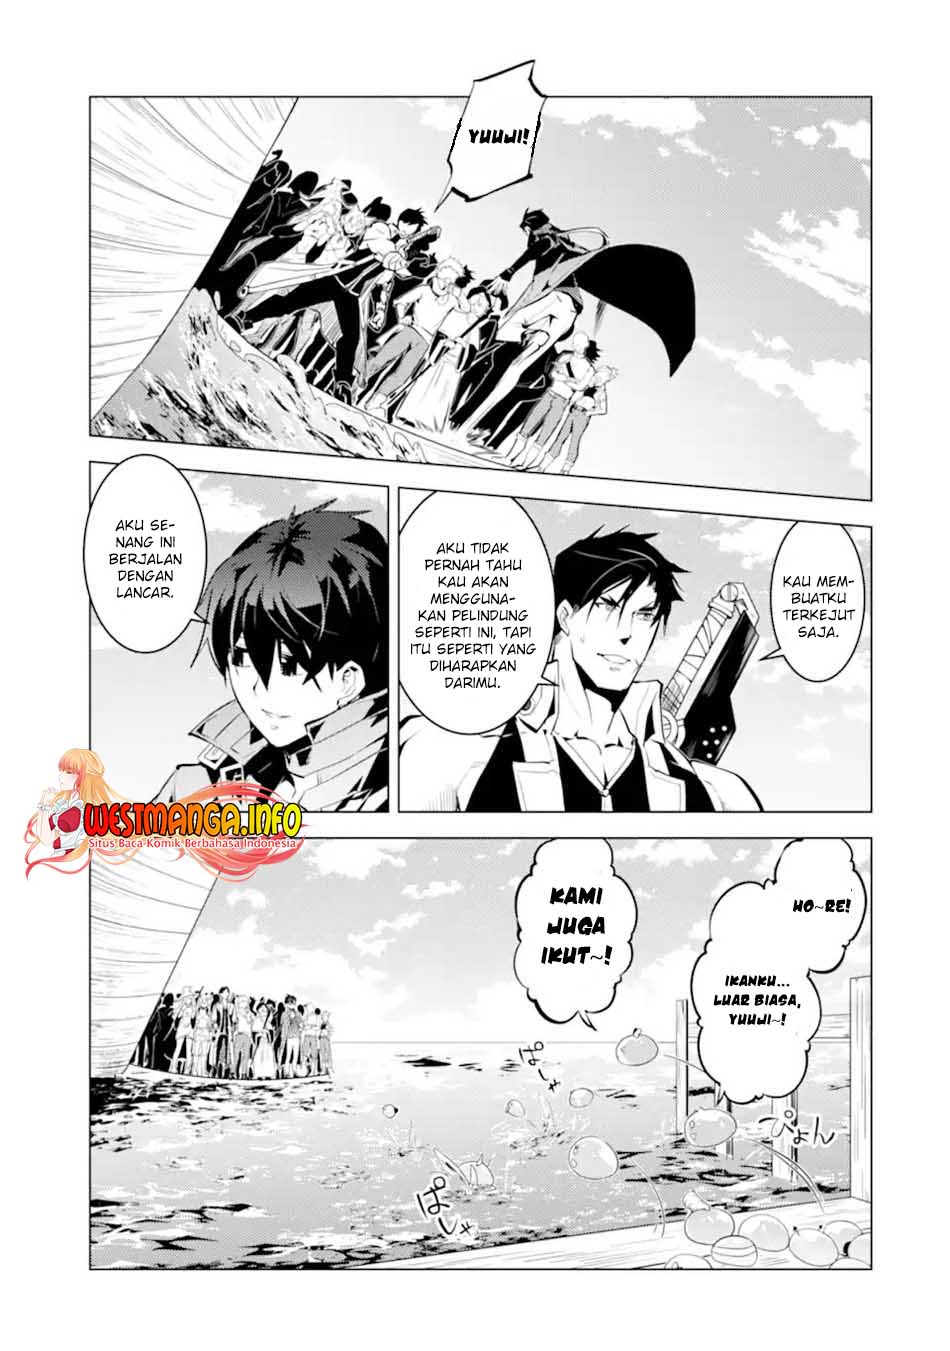 YUUJI!
KAU MEM-
BUATKU
TERKEJUT
SAJA.
AKU TIDAK
PERNAH TAHU
KAU AKAN
MENGGUNA-
KAN PELINDUNG
SEPERTI INI, TAPI
ITU SEPERTI YANG
DIHARAPKAN
DARIMU.
AKU SE-
NANG INI
BERJALAN
DENGAN
LANCAR.
WESTMANGA.INFO
Situs Baca Komik Berbahasa Indonesia
HO~RE!
IKANKU...
LUAR BIASA,
YUUJI~!
KAMI
JUGA
IKUT~!
ぱしゃ
ぴょん
ぱしゃ